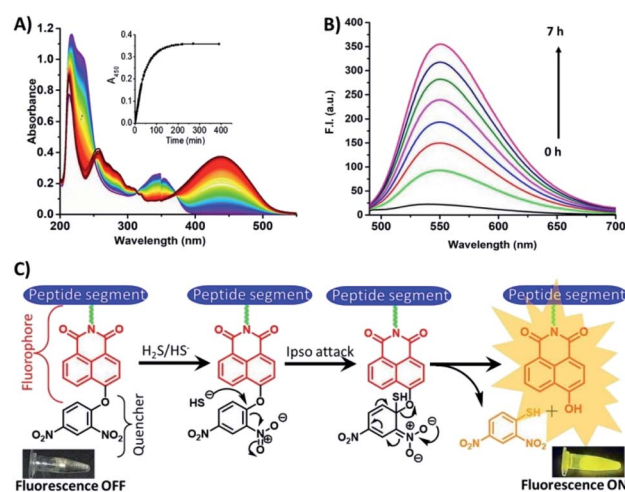 A)
1.2
1.0
0.8
0.6
0.4
0.2
0.0
Absorbance
200 300 400 500
Wavelength (nm)
0.4
0.3
0.2
0.1
0.0
A450
0 100 200 300 400
Time (min)
B)
400
350
300
250
200
150
100
50
0
F.I. (a.u.)
500 550 600 650 700
Wavelength (nm)
7 h
0 h
C)
Peptide segment Peptide segment Peptide segment Peptide segment
Fluorophore
O N O
O
O2N NO2
Quencher
Fluorescence OFF
H2S/HS-
O N O
HS ⊖
O
O2N N O ⊖
⊕
O
Ipso attack
O N O
SH
O
O2N N O ⊖
⊕
O ⊖
O N O
OH
SH +
O2N NO2
Fluorescence ON